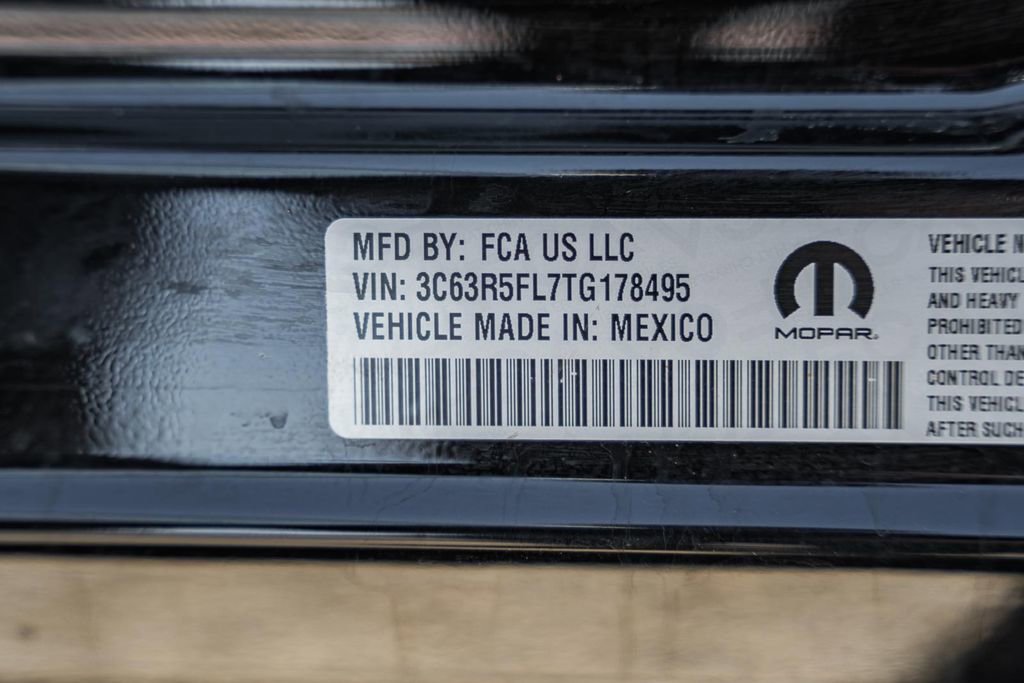 MFD BY: FCA US LLC
VIN: 3C63R5FL7TG178495
VEHICLE MADE IN: MEXICO
MOPAR
VEHICLE
THIS VEHICL
AND HEAVY
PROHIBITED
OTHER THAN
CONTROL DE
THIS VEHICL
AFTER SUCH